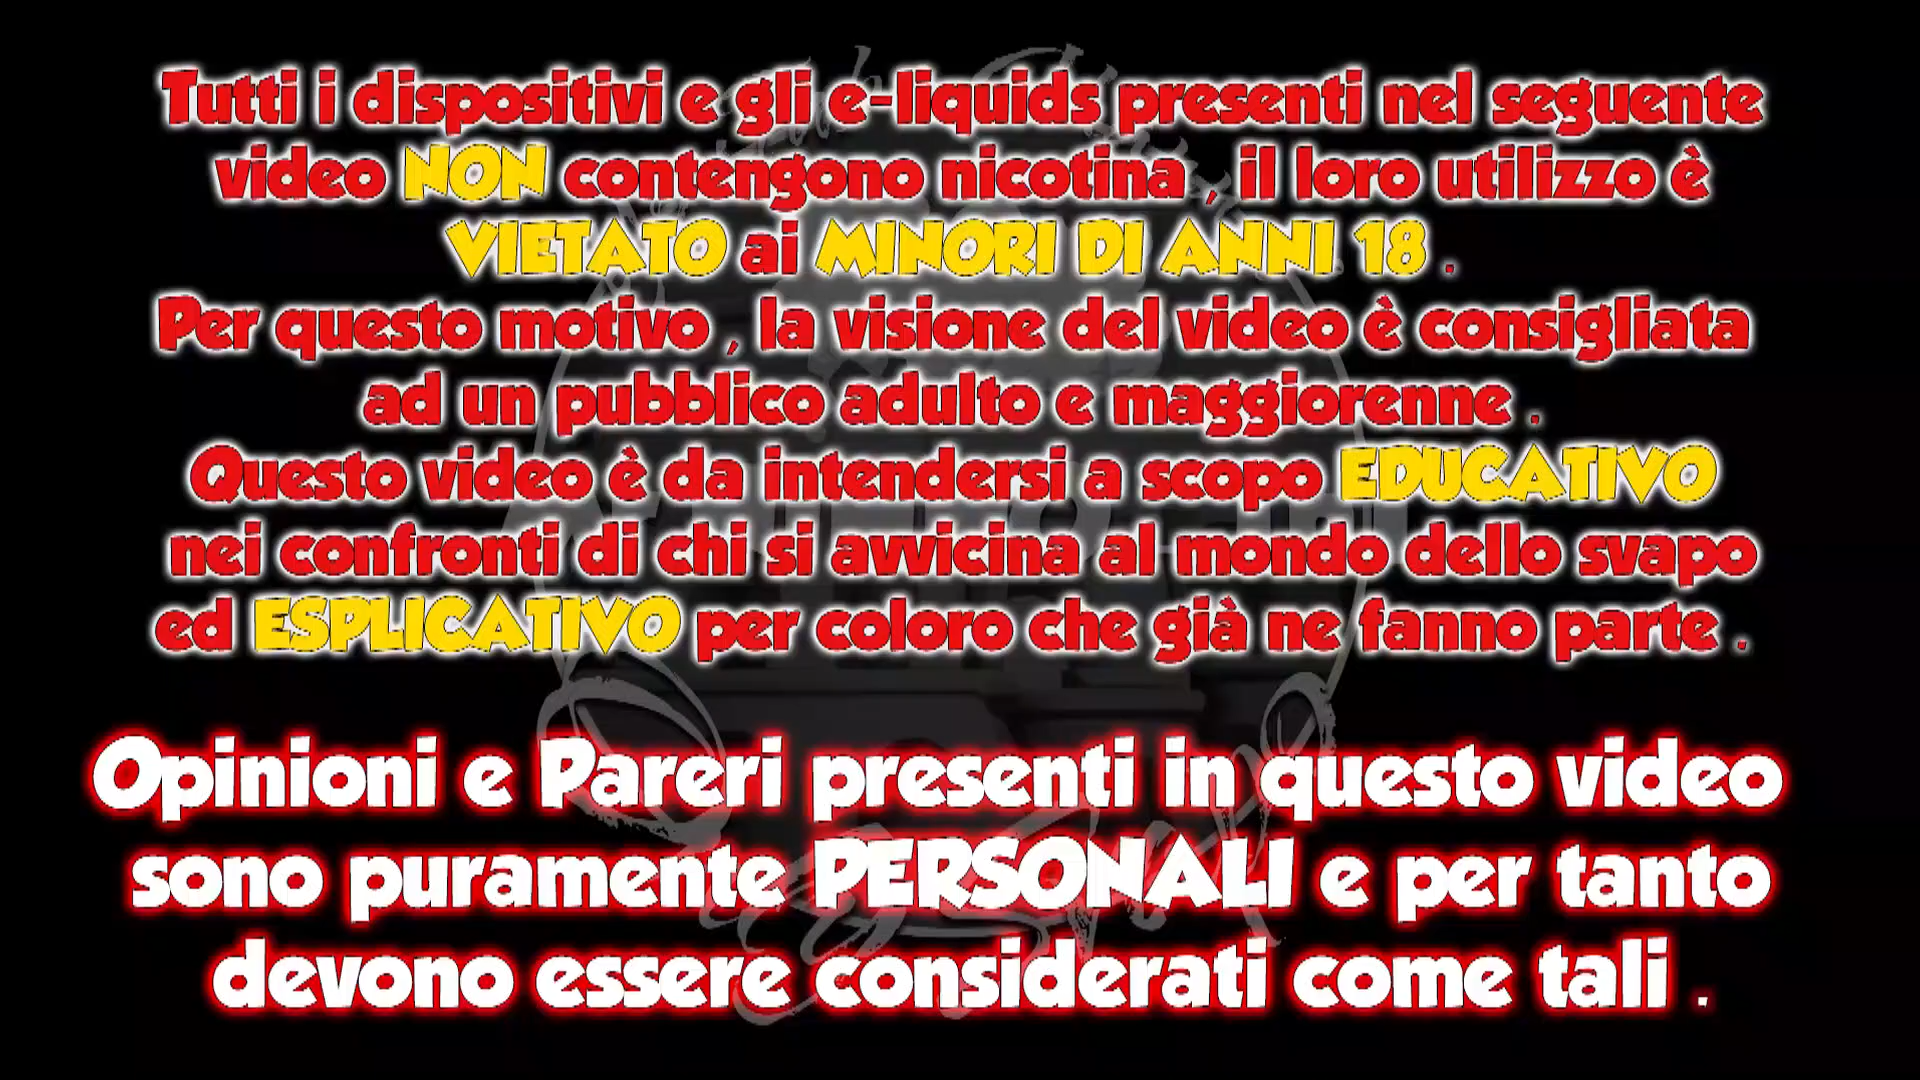 Tutti i dispositivi e gli e-liquids presenti nel seguente
video NON contengono nicotina , il loro utilizzo è
VIETATO ai MINORI DI ANNI 18 .
Per questo motivo , la visione del video è consigliata
ad un pubblico adulto e maggiorenne .
Questo video è da intendersi a scopo EDUCATIVO
nei confronti di chi si avvicina al mondo dello svapo
ed ESPLICATIVO per coloro che già ne fanno parte .
Opinioni e Pareri presenti in questo video
sono puramente PERSONALI e per tanto
devono essere considerati come tali .